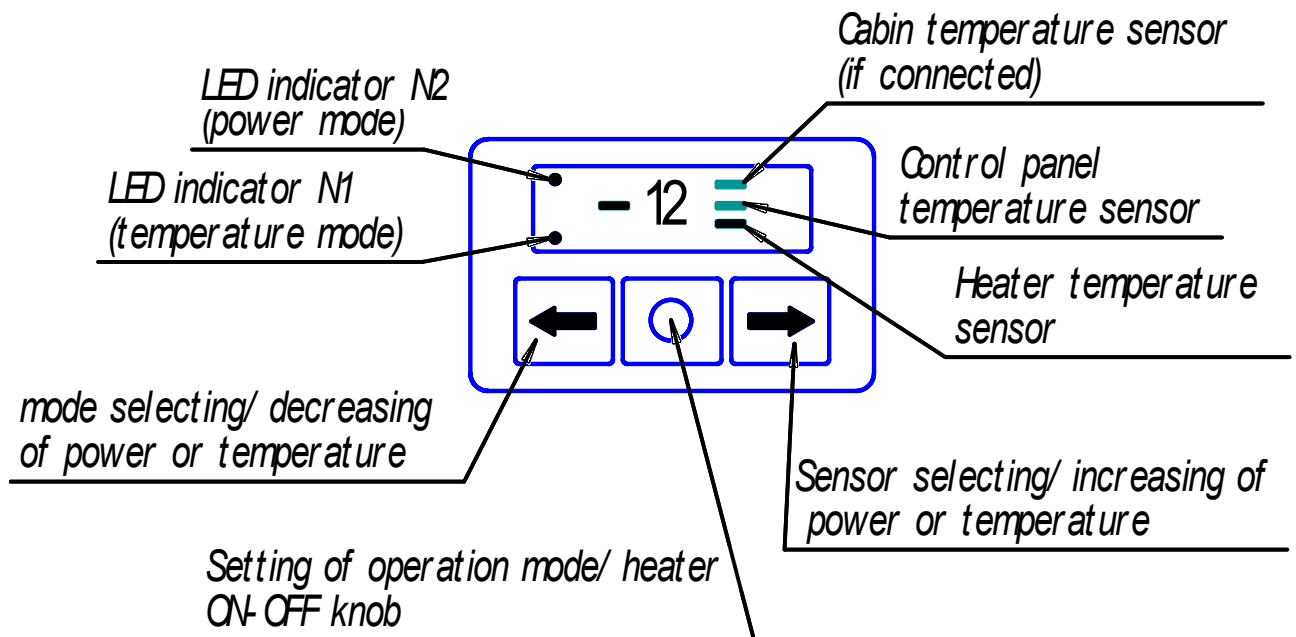 Cabin temperature sensor
(if connected)
LED indicator N2
(power mode)
LED indicator N1
(temperature mode)
- 12
Control panel
temperature sensor
Heater temperature
sensor
mode selecting/ decreasing
of power or temperature
Sensor selecting/ increasing of
power or temperature
Setting of operation mode/ heater
ON-OFF knob